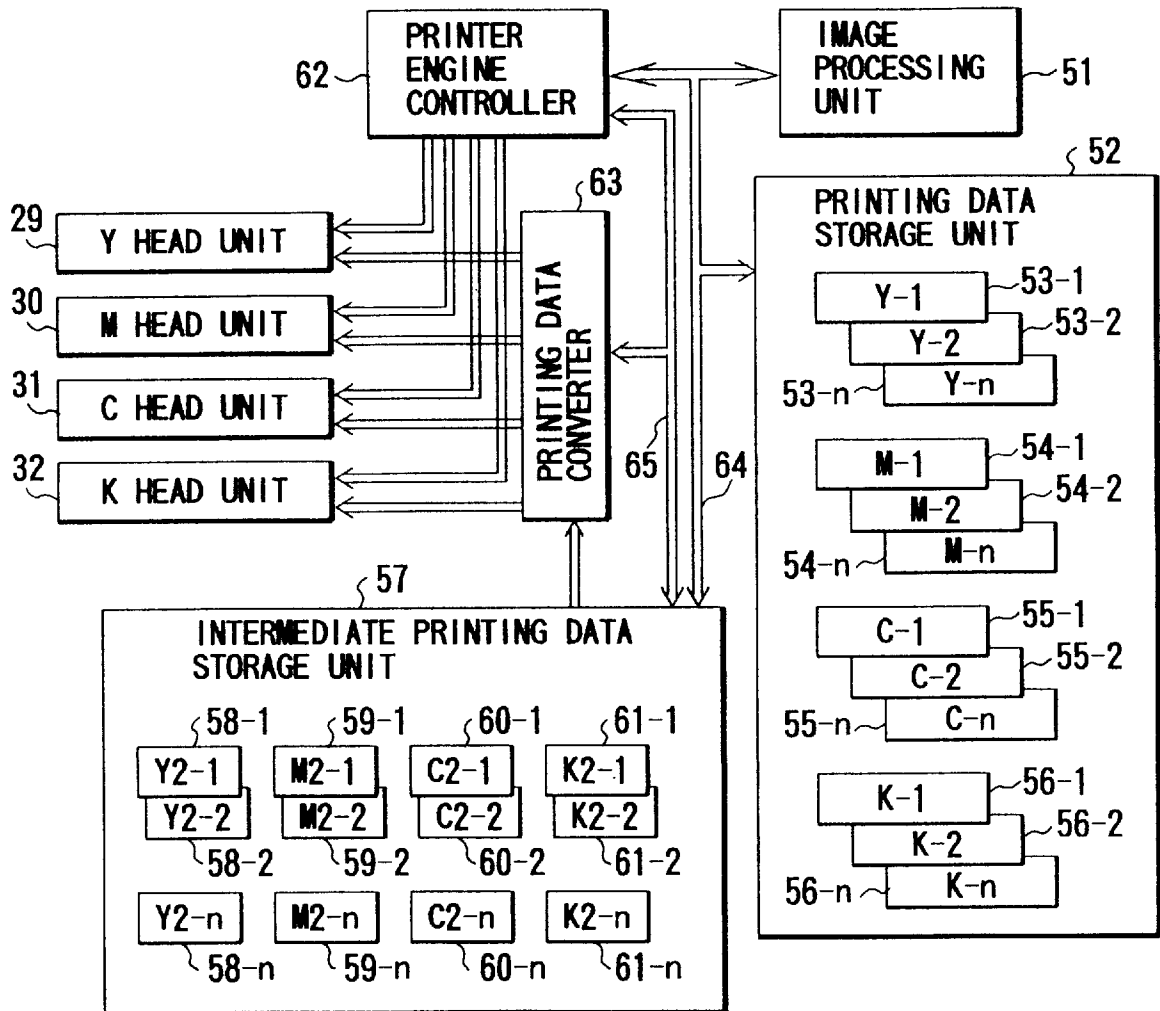 PRINTER
ENGINE
CONTROLLER
62
IMAGE
PROCESSING
UNIT
51
52
PRINTING DATA
STORAGE UNIT
Y-1
53-1
Y-2
53-2
Y-n
53-n
M-1
54-1
M-2
54-2
M-n
54-n
C-1
55-1
C-2
55-2
C-n
55-n
K-1
56-1
K-2
56-2
K-n
56-n
63
PRINTING DATA
CONVERTER
29
Y HEAD UNIT
30
M HEAD UNIT
31
C HEAD UNIT
32
K HEAD UNIT
65
64
57
INTERMEDIATE PRINTING DATA
STORAGE UNIT
58-1
59-1
60-1
61-1
Y2-1
M2-1
C2-1
K2-1
Y2-2
M2-2
C2-2
K2-2
58-2
59-2
60-2
61-2
Y2-n
M2-n
C2-n
K2-n
58-n
59-n
60-n
61-n